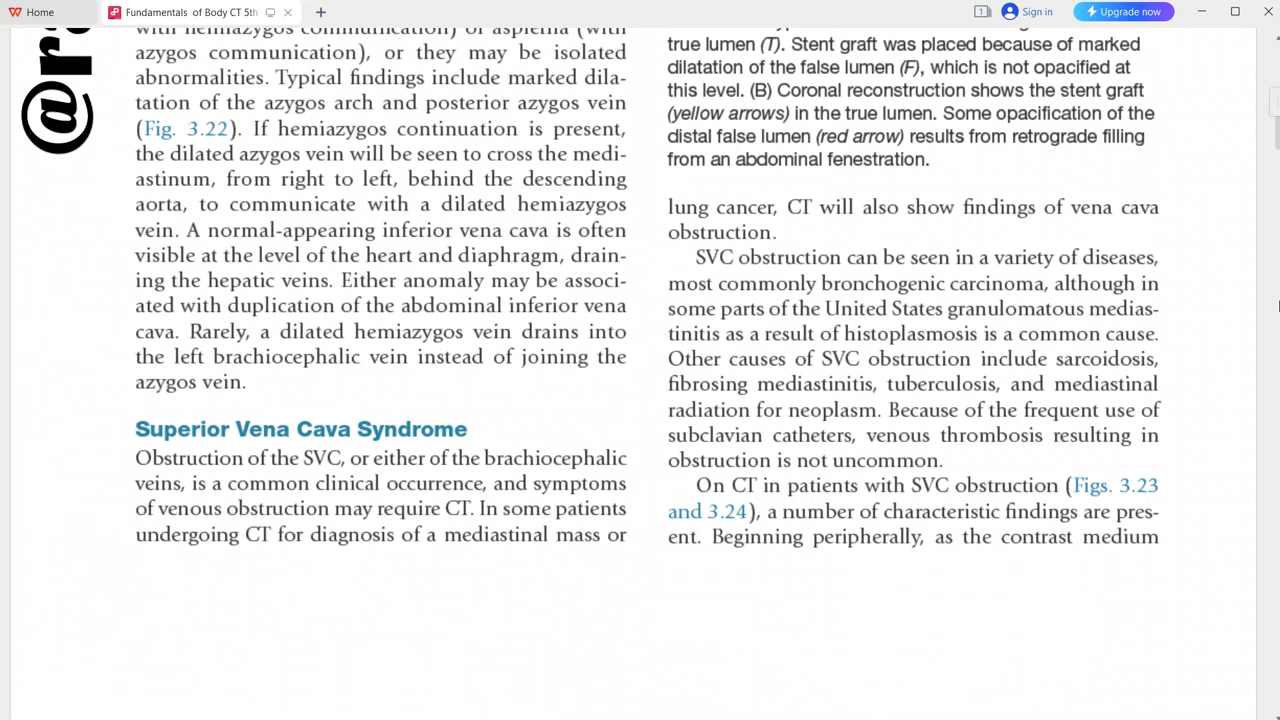 Home
Fundamentals of Body CT 5th
Sign in
Upgrade now
@r
with hemiazygos communication) or asplenia (with
azygos communication), or they may be isolated
abnormalities. Typical findings include marked dila-
tation of the azygos arch and posterior azygos vein
(Fig. 3.22). If hemiazygos continuation is present,
the dilated azygos vein will be seen to cross the medi-
astinum, from right to left, behind the descending
aorta, to communicate with a dilated hemiazygos
vein. A normal-appearing inferior vena cava is often
visible at the level of the heart and diaphragm, drain-
ing the hepatic veins. Either anomaly may be associ-
ated with duplication of the abdominal inferior vena
cava. Rarely, a dilated hemiazygos vein drains into
the left brachiocephalic vein instead of joining the
azygos vein.
Superior Vena Cava Syndrome
Obstruction of the SVC, or either of the brachiocephalic
veins, is a common clinical occurrence, and symptoms
of venous obstruction may require CT. In some patients
undergoing CT for diagnosis of a mediastinal mass or
true lumen (T). Stent graft was placed because of marked
dilatation of the false lumen (F), which is not opacified at
this level. (B) Coronal reconstruction shows the stent graft
(yellow arrows) in the true lumen. Some opacification of the
distal false lumen (red arrow) results from retrograde filling
from an abdominal fenestration.
lung cancer, CT will also show findings of vena cava
obstruction.
SVC obstruction can be seen in a variety of diseases,
most commonly bronchogenic carcinoma, although in
some parts of the United States granulomatous medias-
tinitis as a result of histoplasmosis is a common cause.
Other causes of SVC obstruction include sarcoidosis,
fibrosing mediastinitis, tuberculosis, and mediastinal
radiation for neoplasm. Because of the frequent use of
subclavian catheters, venous thrombosis resulting in
obstruction is not uncommon.
On CT in patients with SVC obstruction (Figs. 3.23
and 3.24), a number of characteristic findings are pres-
ent. Beginning peripherally, as the contrast medium